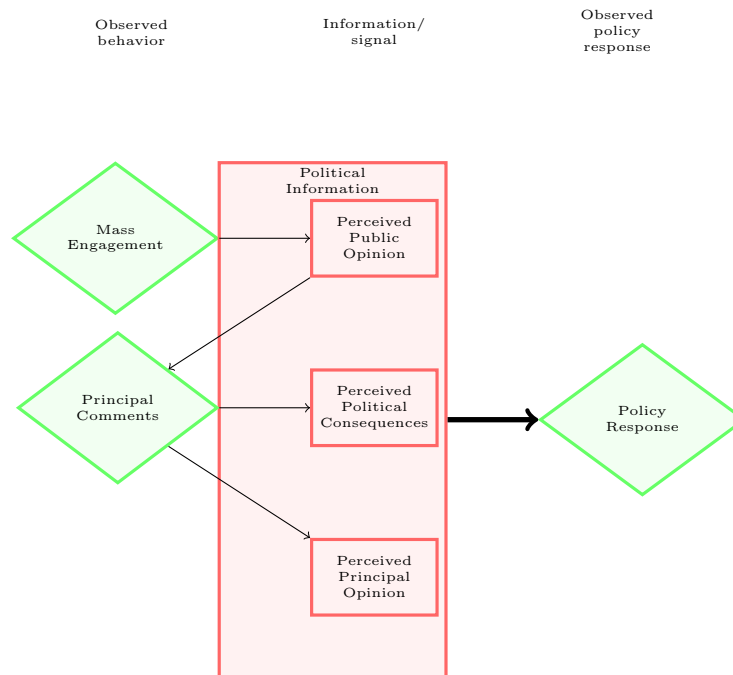 Observed
behavior
Information/
signal
Observed
policy
response
Political
Information
Mass
Engagement
Perceived
Public
Opinion
Principal
Comments
Perceived
Political
Consequences
Policy
Response
Perceived
Principal
Opinion